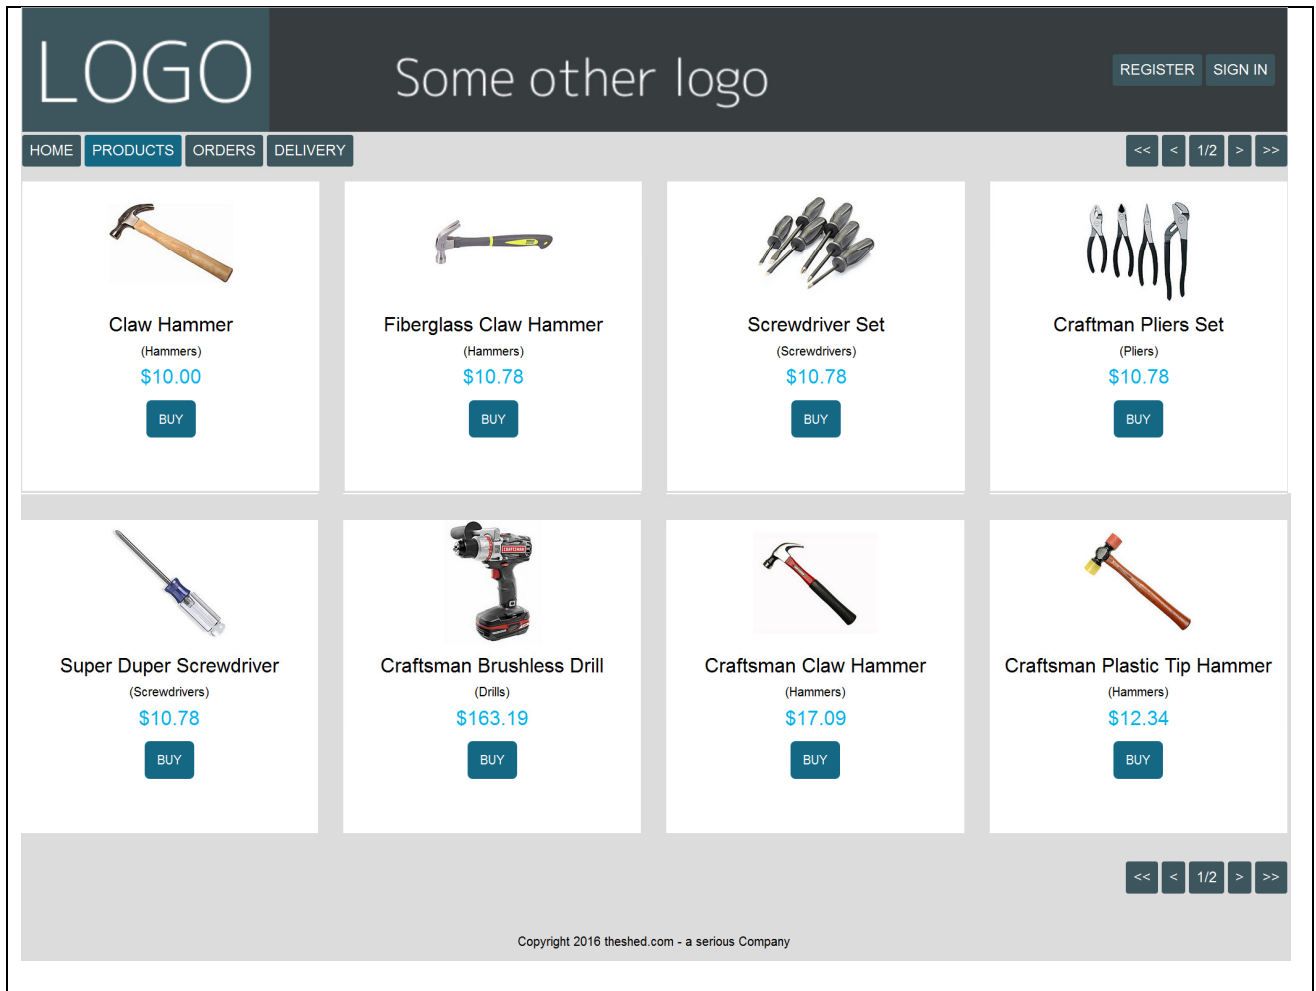 LOGO
Some other logo
REGISTER SIGN IN
HOME PRODUCTS ORDERS DELIVERY
<< < 1/2 > >>
Claw Hammer
(Hammers)
$10.00
BUY
Fiberglass Claw Hammer
(Hammers)
$10.78
BUY
Screwdriver Set
(Screwdrivers)
$10.78
BUY
Craftman Pliers Set
(Pliers)
$10.78
BUY
Super Duper Screwdriver
(Screwdrivers)
$10.78
BUY
CRAFTSMAN
Craftsman Brushless Drill
(Drills)
$163.19
BUY
Craftsman Claw Hammer
(Hammers)
$17.09
BUY
Craftsman Plastic Tip Hammer
(Hammers)
$12.34
BUY
<< < 1/2 > >>
Copyright 2016 theshed.com - a serious Company